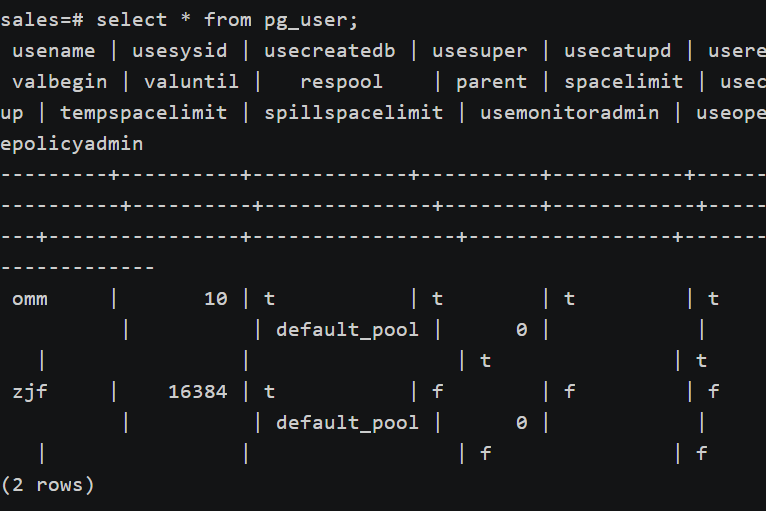 sales=# select * from pg_user;
 usename | usesysid | usecreatedb | usesuper | usecatupd | usere
 valbegin | valuntil |   respool    | parent | spacelimit | usec
up | tempspacelimit | spillspacelimit | usemonitoradmin | useope
epolicyadmin
---------+----------+-------------+----------+-----------+------
----------+----------+--------------+--------+------------+-----
---+----------------+-----------------+-----------------+-------
-------------
 omm     |       10 | t           | t        | t         | t
          |          | default_pool |      0 |            |
   |                |                 | t               | t
 zjf     |    16384 | t           | f        | f         | f
          |          | default_pool |      0 |            |
   |                |                 | f               | f
(2 rows)